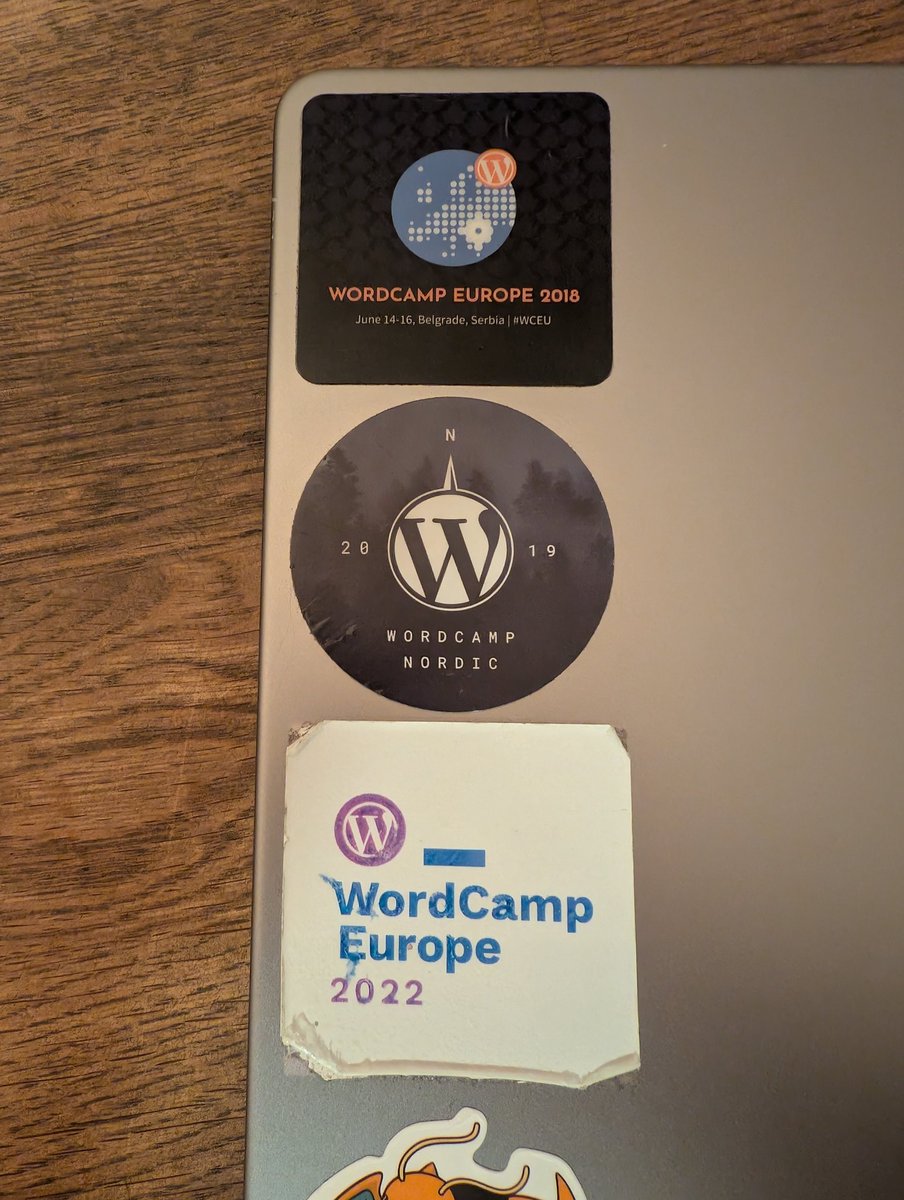 W
WORDCAMP EUROPE 2018
June 14-16, Belgrade, Serbia | #WCEU
N
20 W 19
WORDCAMP
NORDIC
W
WordCamp
Europe
2022